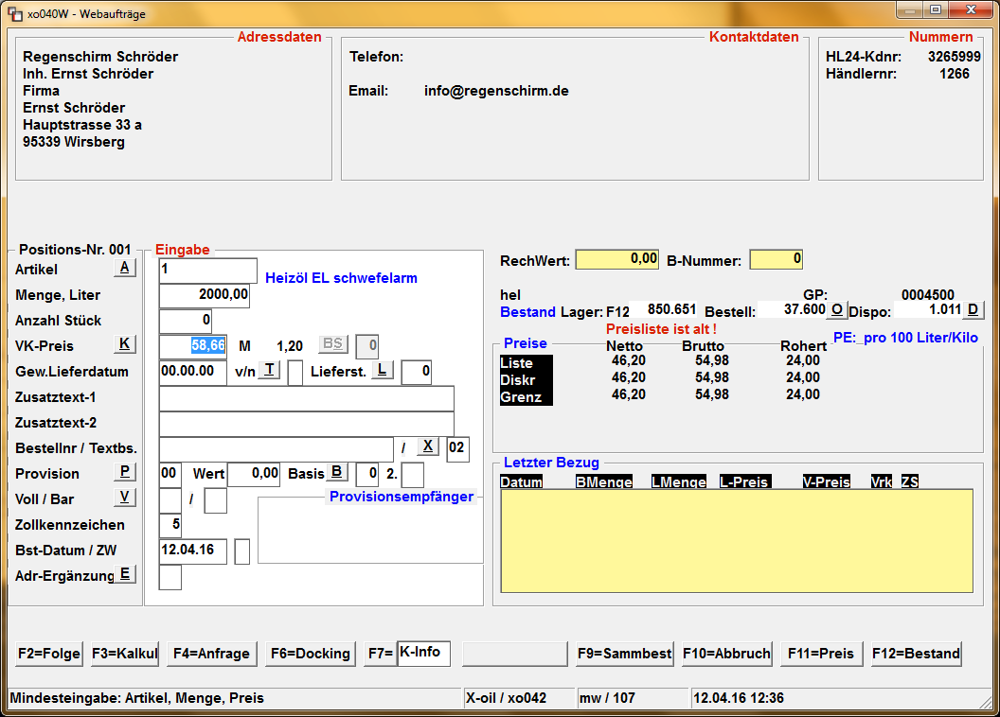 xo040W - Webaufträge
Adressdaten
Regenschirm Schröder
Inh. Ernst Schröder
Firma
Ernst Schröder
Hauptstrasse 33 a
95339 Wirsberg
Kontaktdaten
Telefon:
Email: info@regenschirm.de
Nummern
HL24-Kdnr: 3265999
Händlernr: 1266
Positions-Nr. 001
Eingabe
Artikel A 1 Heizöl EL schwefelarm
Menge, Liter 2000,00
Anzahl Stück 0
VK-Preis K 58,66 M 1,20 BS 0
Gew.Lieferdatum 00.00.00 v/n T Lieferst. L 0
Zusatztext-1
Zusatztext-2
Bestellnr / Textbs. / X 02
Provision P 00 Wert 0,00 Basis B 0 2.
Voll / Bar V /
Provisionsempfänger
Zollkennzeichen 5
Bst-Datum / ZW 12.04.16
Adr-Ergänzung E
RechWert: 0,00 B-Nummer: 0
hel GP: 0004500
Bestand Lager: F12 850.651 Bestell: 37.600 O Dispo: 1.011 D
Preisliste ist alt !
Preise Netto Brutto Rohert PE: pro 100 Liter/Kilo
Liste 46,20 54,98 24,00
Diskr 46,20 54,98 24,00
Grenz 46,20 54,98 24,00
Letzter Bezug
Datum BMenge LMenge L-Preis V-Preis Vrk ZS
F2=Folge F3=Kalkul F4=Anfrage F6=Docking F7= K-Info F9=Sammbest F10=Abbruch F11=Preis F12=Bestand
Mindesteingabe: Artikel, Menge, Preis X-oil / xo042 mw / 107 12.04.16 12:36